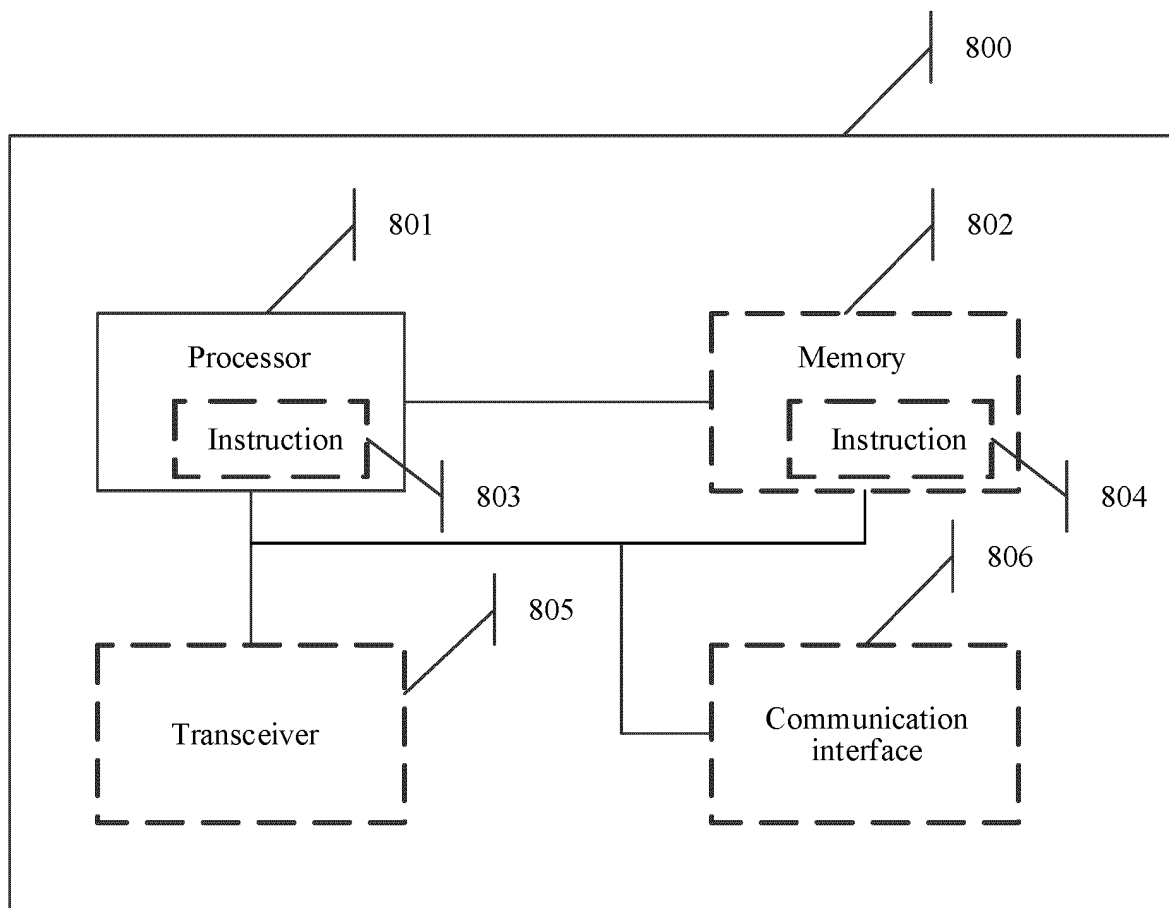 800
801
802
Processor
Memory
Instruction
Instruction
803
804
806
805
Transceiver
Communication
interface